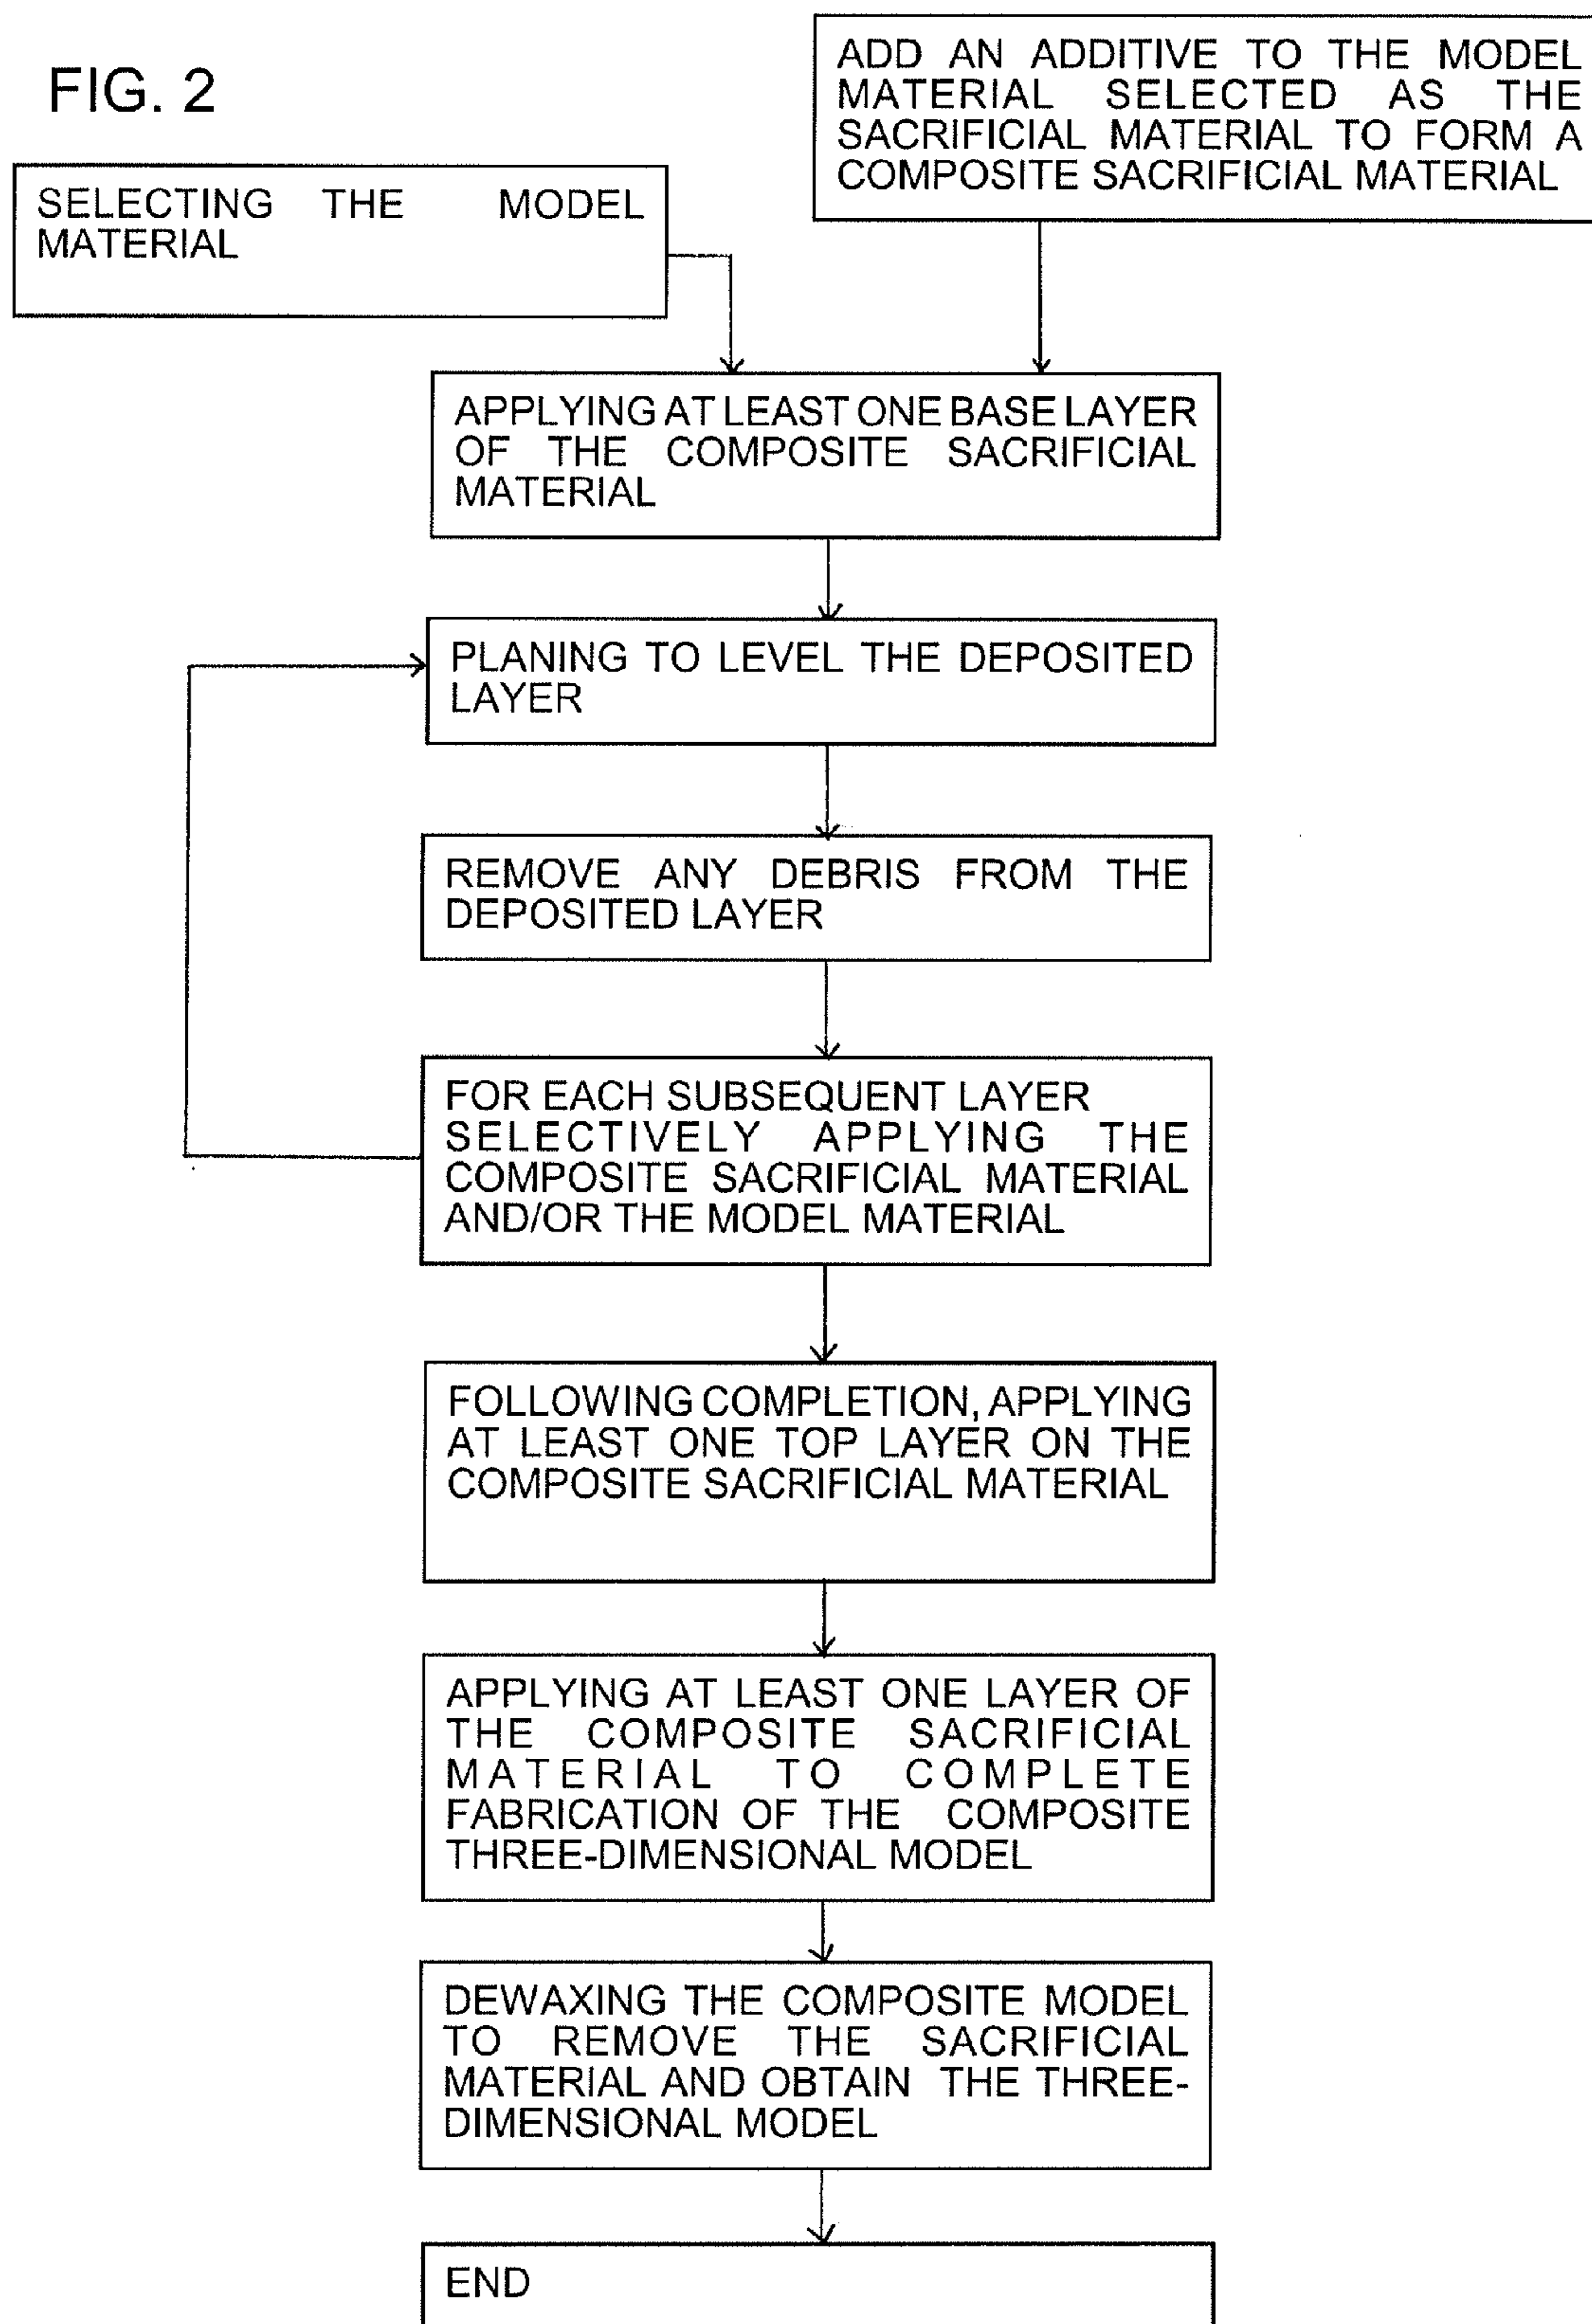 FIG. 2
ADD AN ADDITIVE TO THE MODEL
MATERIAL SELECTED AS THE
SACRIFICIAL MATERIAL TO FORM A
COMPOSITE SACRIFICIAL MATERIAL
SELECTING THE MODEL
MATERIAL
APPLYING AT LEAST ONE BASE LAYER
OF THE COMPOSITE SACRIFICIAL
MATERIAL
PLANING TO LEVEL THE DEPOSITED
LAYER
REMOVE ANY DEBRIS FROM THE
DEPOSITED LAYER
FOR EACH SUBSEQUENT LAYER
SELECTIVELY APPLYING THE
COMPOSITE SACRIFICIAL MATERIAL
AND/OR THE MODEL MATERIAL
FOLLOWING COMPLETION, APPLYING
AT LEAST ONE TOP LAYER ON THE
COMPOSITE SACRIFICIAL MATERIAL
APPLYING AT LEAST ONE LAYER OF
THE COMPOSITE SACRIFICIAL
MATERIAL TO COMPLETE
FABRICATION OF THE COMPOSITE
THREE-DIMENSIONAL MODEL
DEWAXING THE COMPOSITE MODEL
TO REMOVE THE SACRIFICIAL
MATERIAL AND OBTAIN THE THREE-
DIMENSIONAL MODEL
END